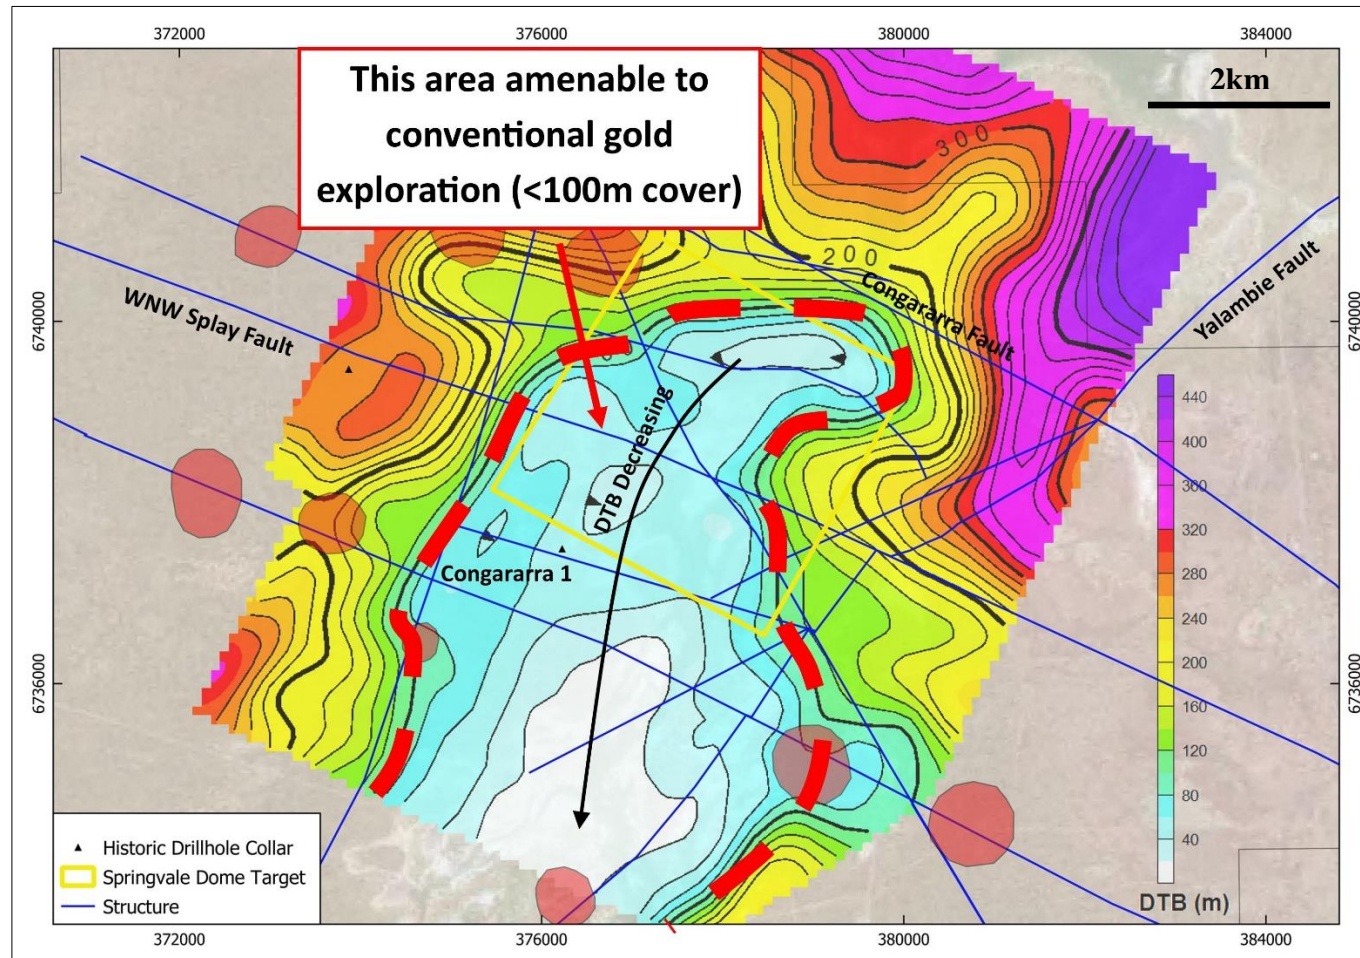 372000
376000
380000
384000
This area amenable to
conventional gold
exploration (<100m cover)
2km
300
200
Congararra Fault
Yalambie Fault
WNW Splay Fault
6740000
6740000
DTB Decreasing
Congararra 1
6736000
6736000
440
400
360
320
280
240
200
160
120
80
40
DTB (m)
Historic Drillhole Collar
Springvale Dome Target
Structure
372000
376000
380000
384000